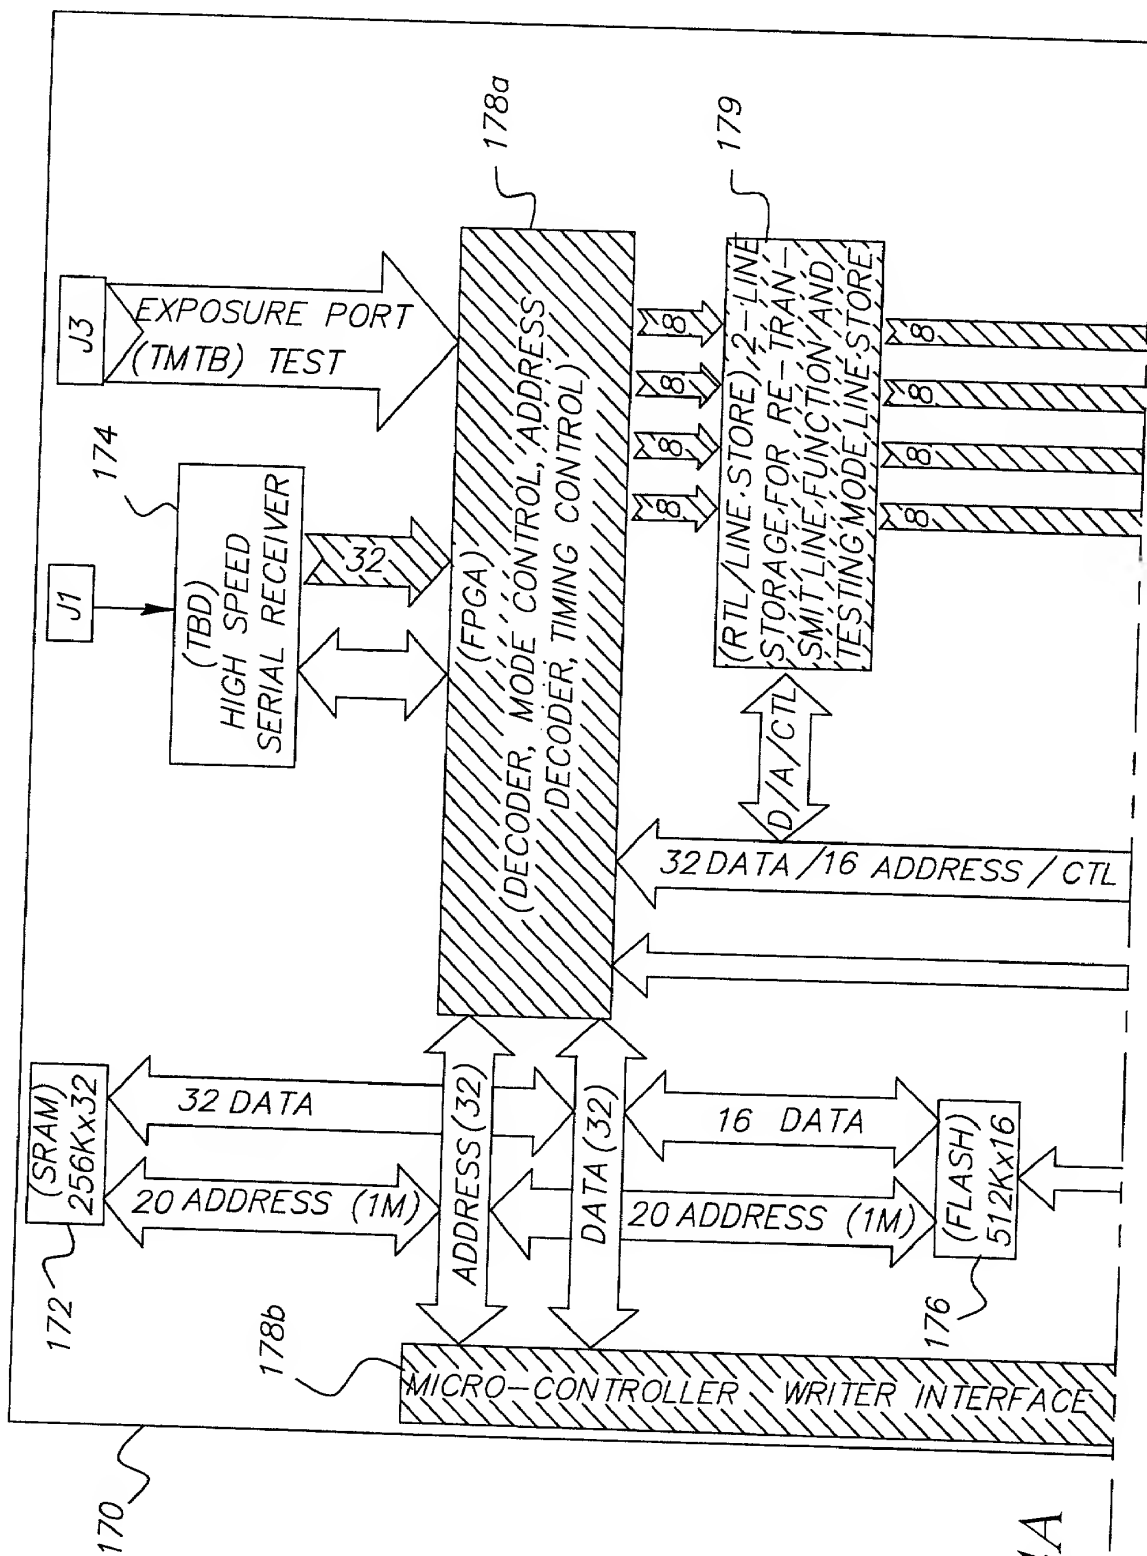 170
172
(SRAM)
256Kx32
20 ADDRESS (1M)
32 DATA
178b
MICRO-CONTROLLER WRITER INTERFACE
ADDRESS (32)
DATA (32)
20 ADDRESS (1M)
16 DATA
176
(FLASH)
512Kx16
J1
174
(TBD)
HIGH SPEED
SERIAL RECEIVER
32
J3
EXPOSURE PORT
(TMTB) TEST
178a
(FPGA)
(DECODER, MODE CONTROL, ADDRESS
DECODER, TIMING CONTROL)
32 DATA/16 ADDRESS/CTL
D/A/CTL
8
8
8
8
179
(RTL/LINE STORE) 2-LINE
STORAGE FOR RE-TRAN-
SMIT LINE FUNCTION AND
TESTING MODE LINE STORE
8
8
8
8